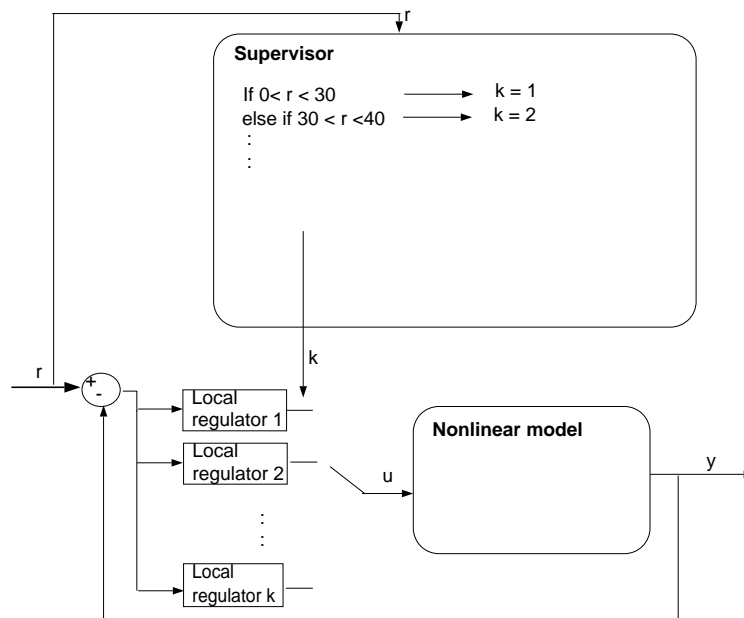 r
Supervisor
If 0< r < 30 k = 1
else if 30 < r <40 k = 2
:
:
k
r
+
-
Local
regulator 1
Local
regulator 2
:
:
Local
regulator k
u
Nonlinear model
y